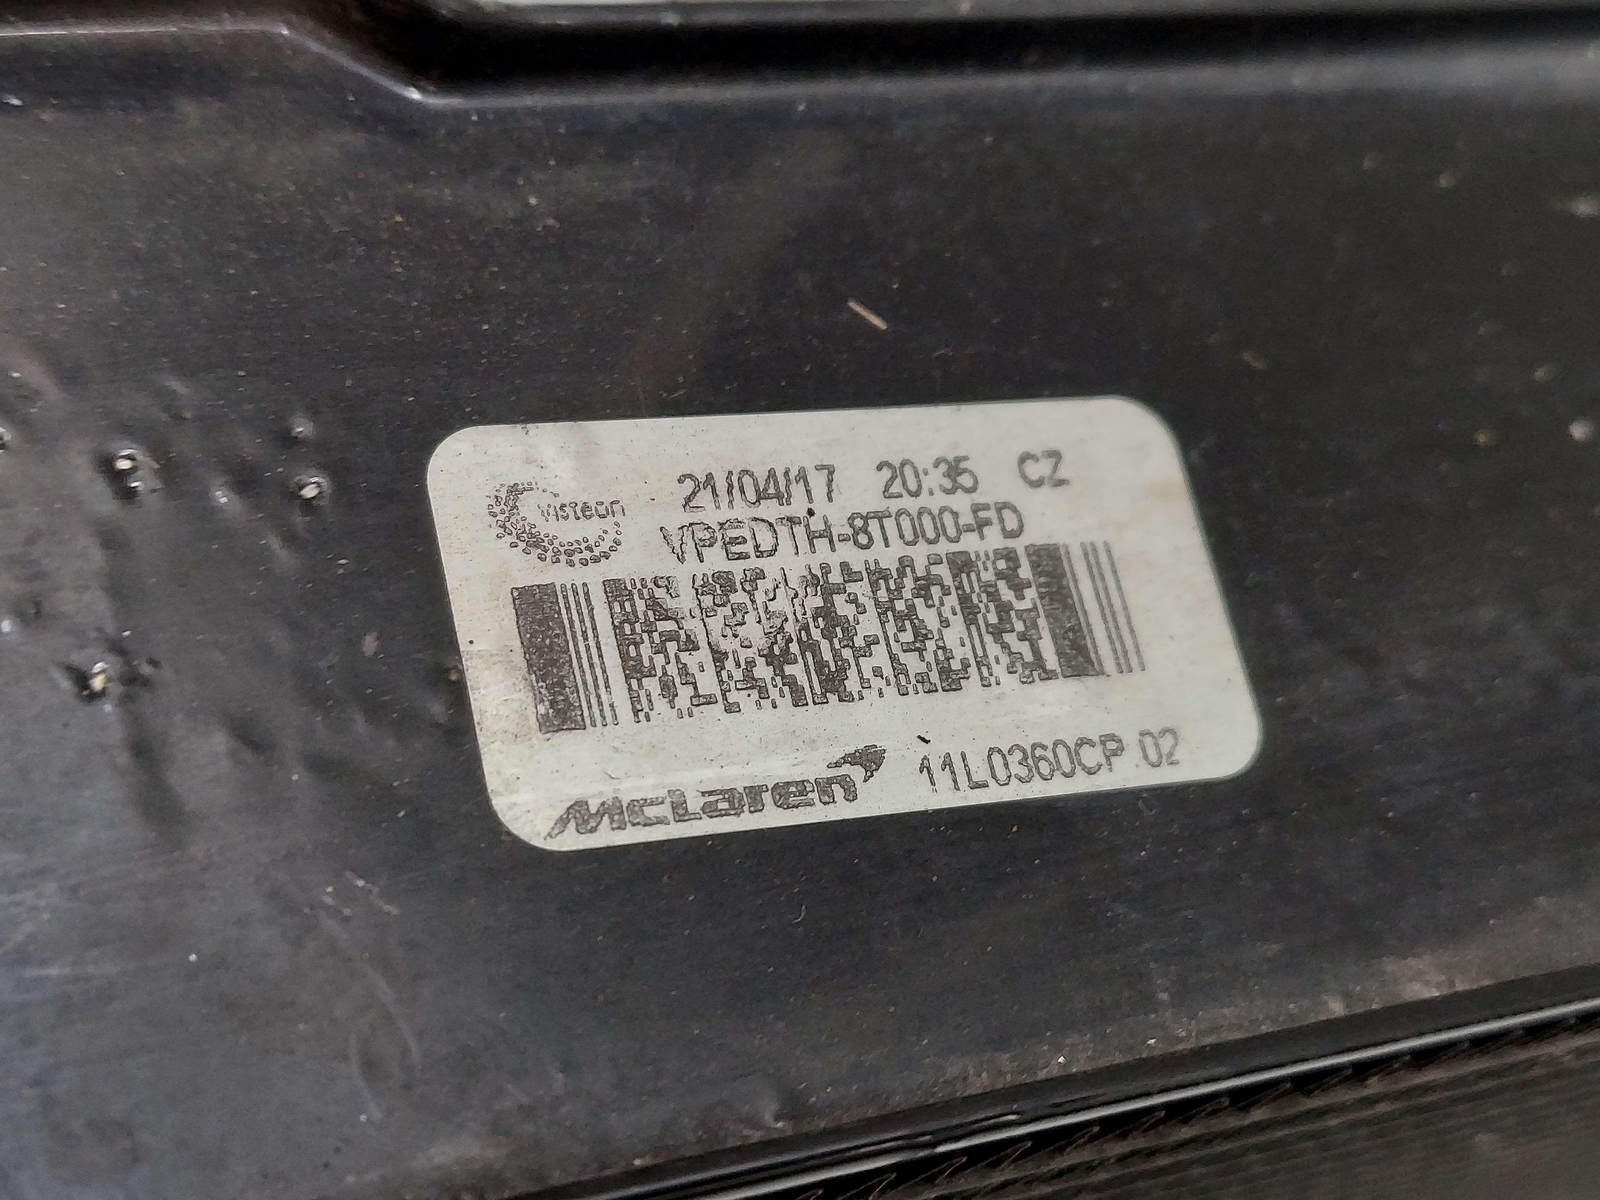 Visteon
21/04/17 20:35 CZ
VPEDTH-8T000-FD
McLaren 11L0360CP.02